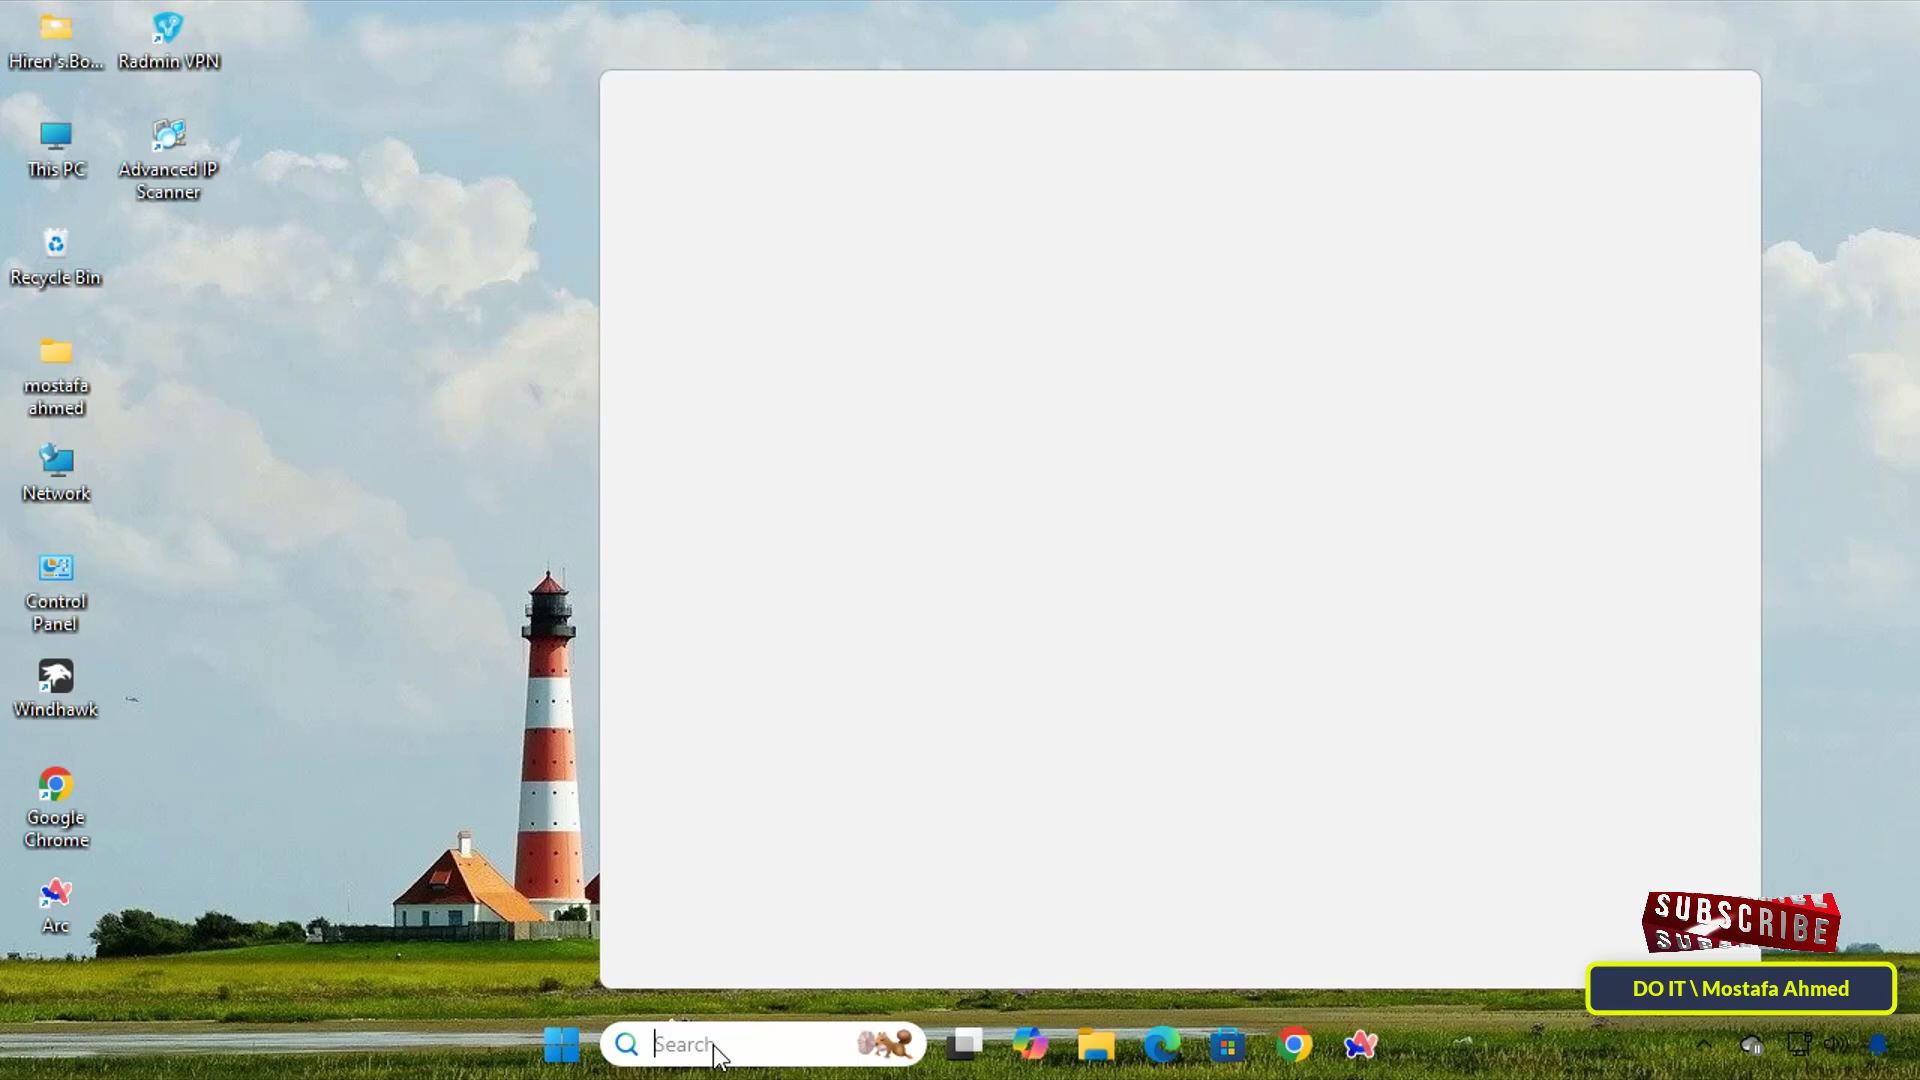 Hiren's.Bo...
Radmin VPN
This PC
Advanced IP
Scanner
Recycle Bin
mostafa
ahmed
Network
Control
Panel
Windhawk
Google
Chrome
Arc
SUBSCRIBE
DO IT \ Mostafa Ahmed
Search